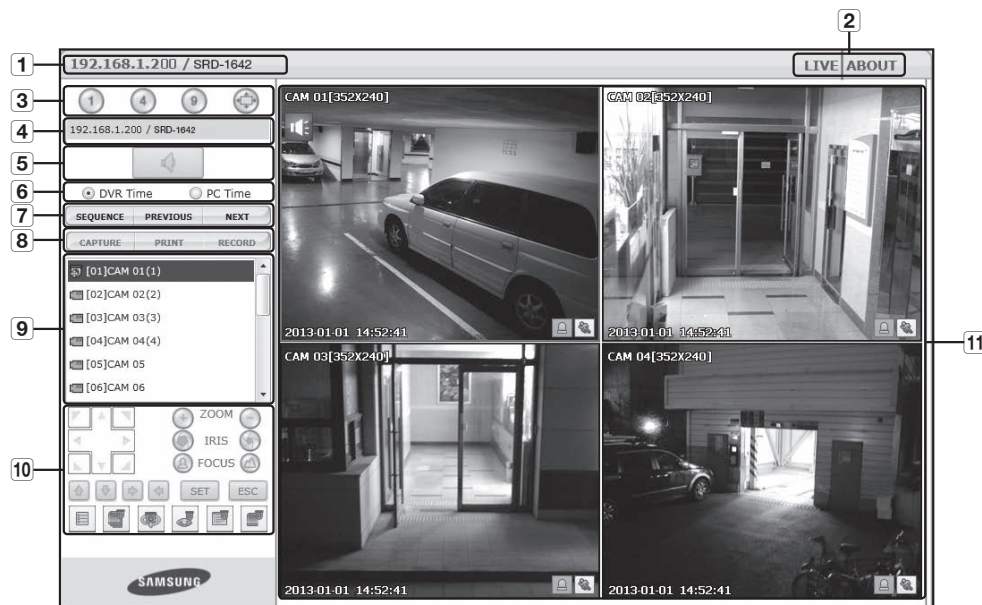 2
1
192.168.1.200 / SRD-1642
LIVE ABOUT
3
1 4 9
4
192.168.1.200 / SRD-1642
5
6
DVR Time PC Time
7
SEQUENCE PREVIOUS NEXT
8
CAPTURE PRINT RECORD
9
[01]CAM 01(1)
[02]CAM 02(2)
[03]CAM 03(3)
[04]CAM 04(4)
[05]CAM 05
[06]CAM 06
10
ZOOM
IRIS
FOCUS
SET ESC
SAMSUNG
CAM 01[352X240]
2013-01-01 14:52:41
CAM 02[352X240]
2013-01-01 14:52:41
CAM 03[352X240]
2013-01-01 14:52:41
CAM 04[352X240]
2013-01-01 14:52:41
11